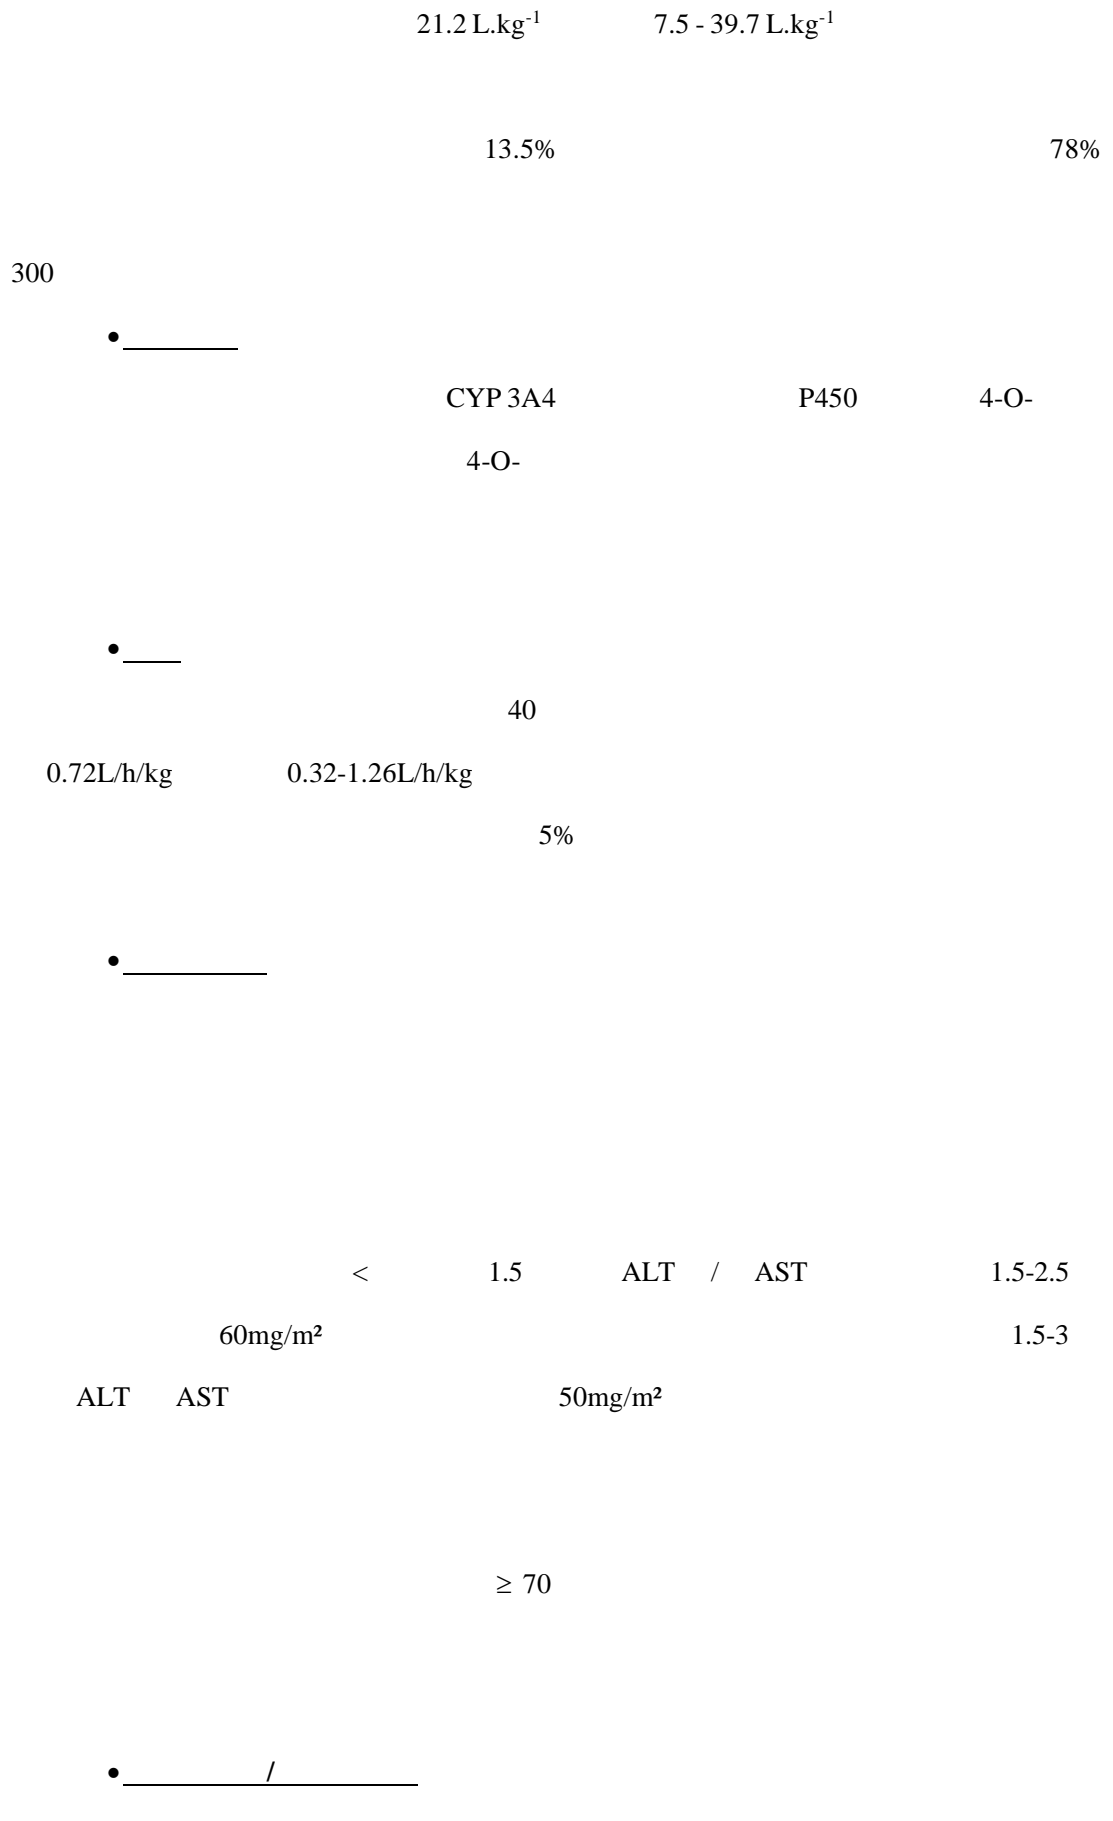 21.2 L.kg⁻¹ 7.5 - 39.7 L.kg⁻¹
13.5% 78%
300
•
CYP 3A4 P450 4-O-
4-O-
•
40
0.72L/h/kg 0.32-1.26L/h/kg
5%
•
< 1.5 ALT / AST 1.5-2.5
60mg/m² 1.5-3
ALT AST 50mg/m²
≥ 70
• /